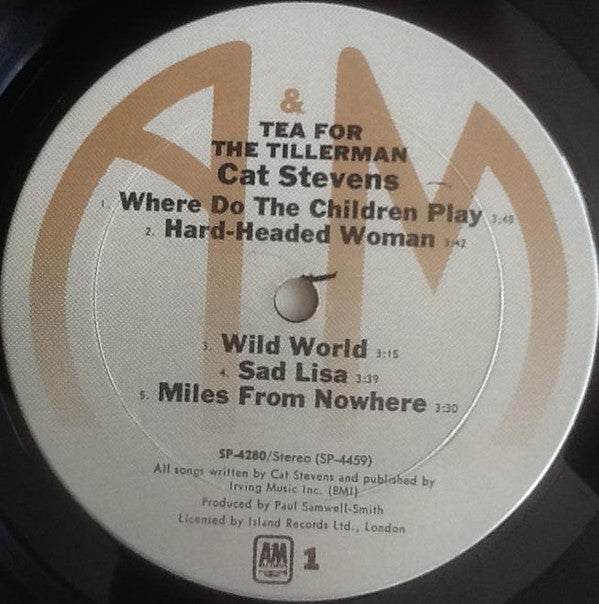 &
TEA FOR
THE TILLERMAN
Cat Stevens
1. Where Do The Children Play 3:48
2. Hard-Headed Woman 3:42
3. Wild World 3:15
4. Sad Lisa 3:39
5. Miles From Nowhere 3:30
SP-4280/Stereo (SP-4459)
All songs written by Cat Stevens and published by
Irving Music Inc. (BMI)
Produced by Paul Samwell-Smith
Licensed by Island Records Ltd., London
AM 1